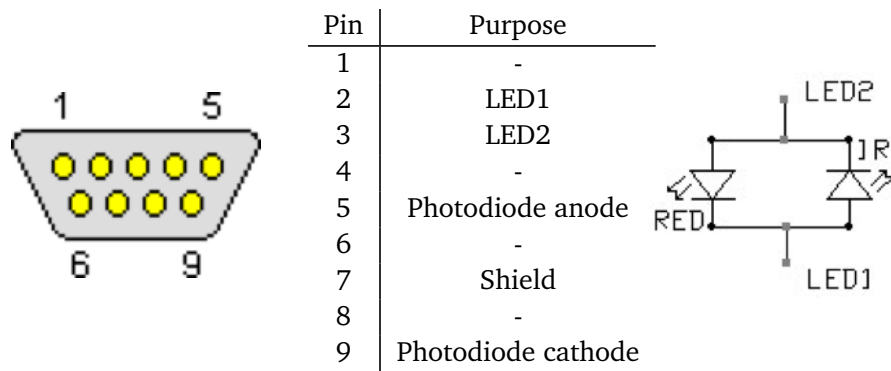 1 5
6 9
Pin Purpose
1 -
2 LED1
3 LED2
4 -
5 Photodiode anode
6 -
7 Shield
8 -
9 Photodiode cathode
LED2
IR
RED
LED1